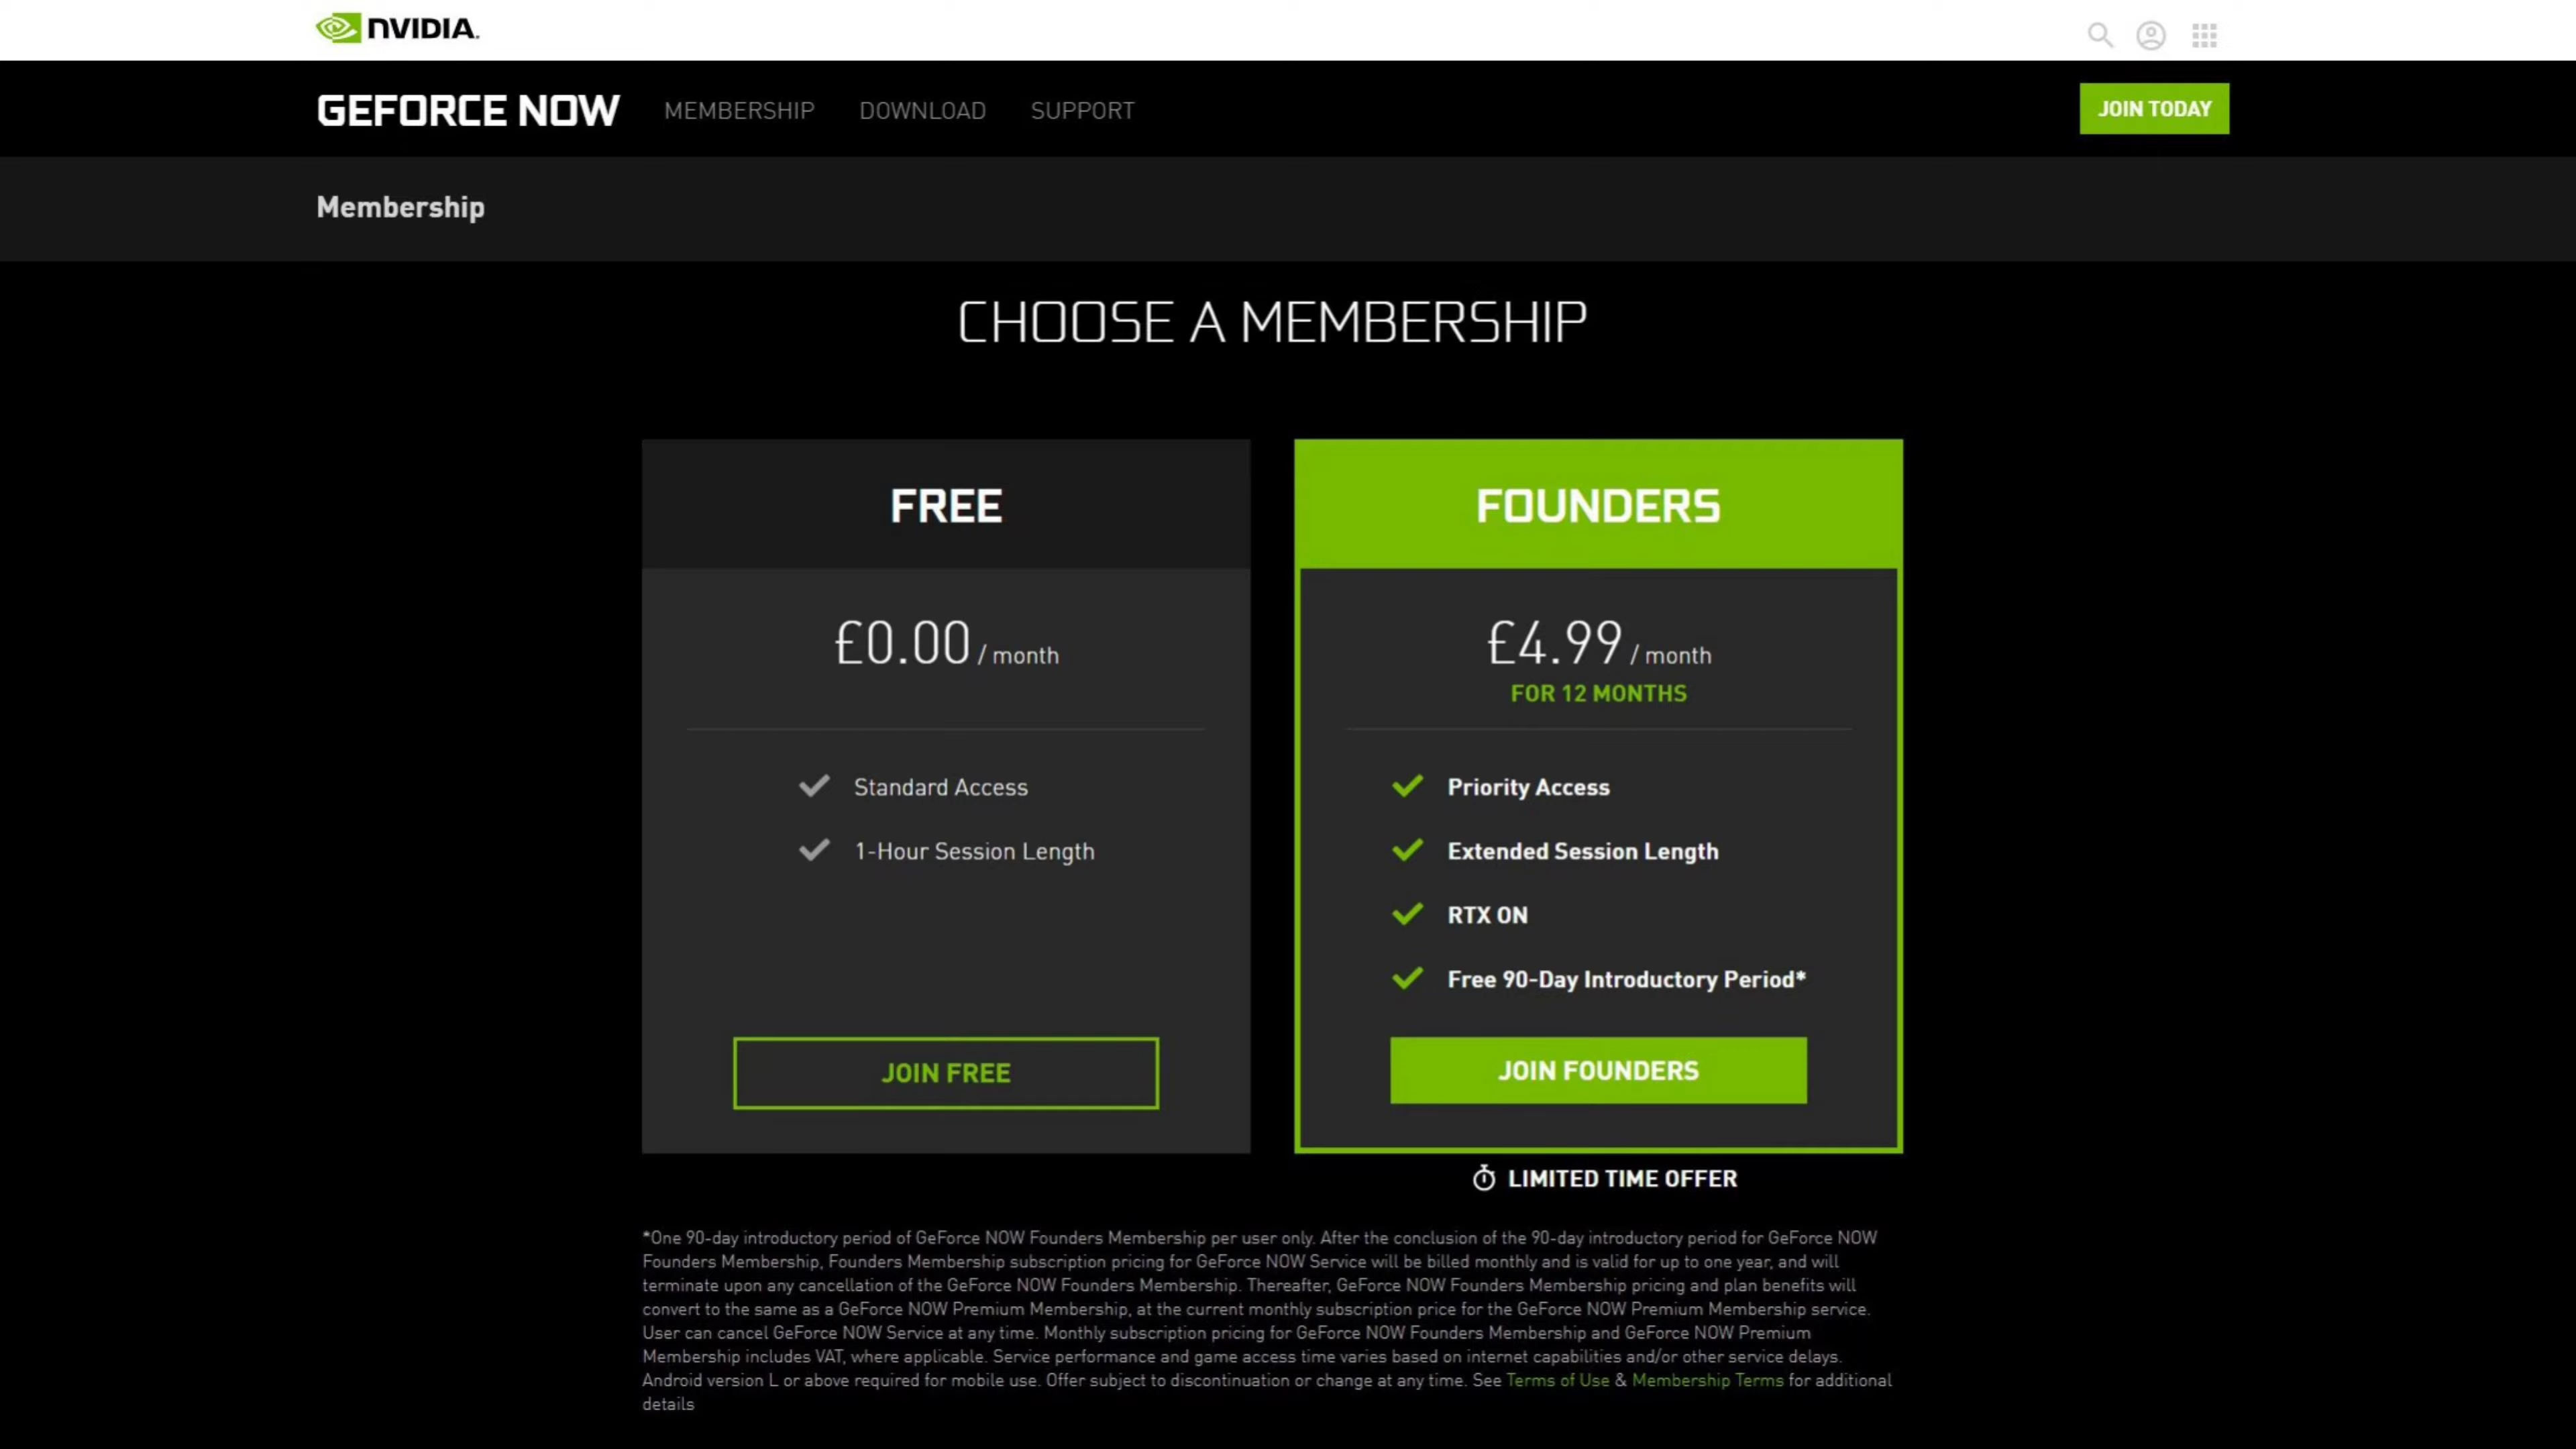 NVIDIA.
GEFORCE NOW MEMBERSHIP DOWNLOAD SUPPORT JOIN TODAY
Membership
CHOOSE A MEMBERSHIP
FREE
£0.00 / month
Standard Access
1-Hour Session Length
JOIN FREE
FOUNDERS
£4.99 / month
FOR 12 MONTHS
Priority Access
Extended Session Length
RTX ON
Free 90-Day Introductory Period*
JOIN FOUNDERS
LIMITED TIME OFFER
*One 90-day introductory period of GeForce NOW Founders Membership per user only. After the conclusion of the 90-day introductory period for GeForce NOW
Founders Membership, Founders Membership subscription pricing for GeForce NOW Service will be billed monthly and is valid for up to one year, and will
terminate upon any cancellation of the GeForce NOW Founders Membership. Thereafter, GeForce NOW Founders Membership pricing and plan benefits will
convert to the same as a GeForce NOW Premium Membership, at the current monthly subscription price for the GeForce NOW Premium Membership service.
User can cancel GeForce NOW Service at any time. Monthly subscription pricing for GeForce NOW Founders Membership and GeForce NOW Premium
Membership includes VAT, where applicable. Service performance and game access time varies based on internet capabilities and/or other service delays.
Android version L or above required for mobile use. Offer subject to discontinuation or change at any time. See Terms of Use & Membership Terms for additional
details